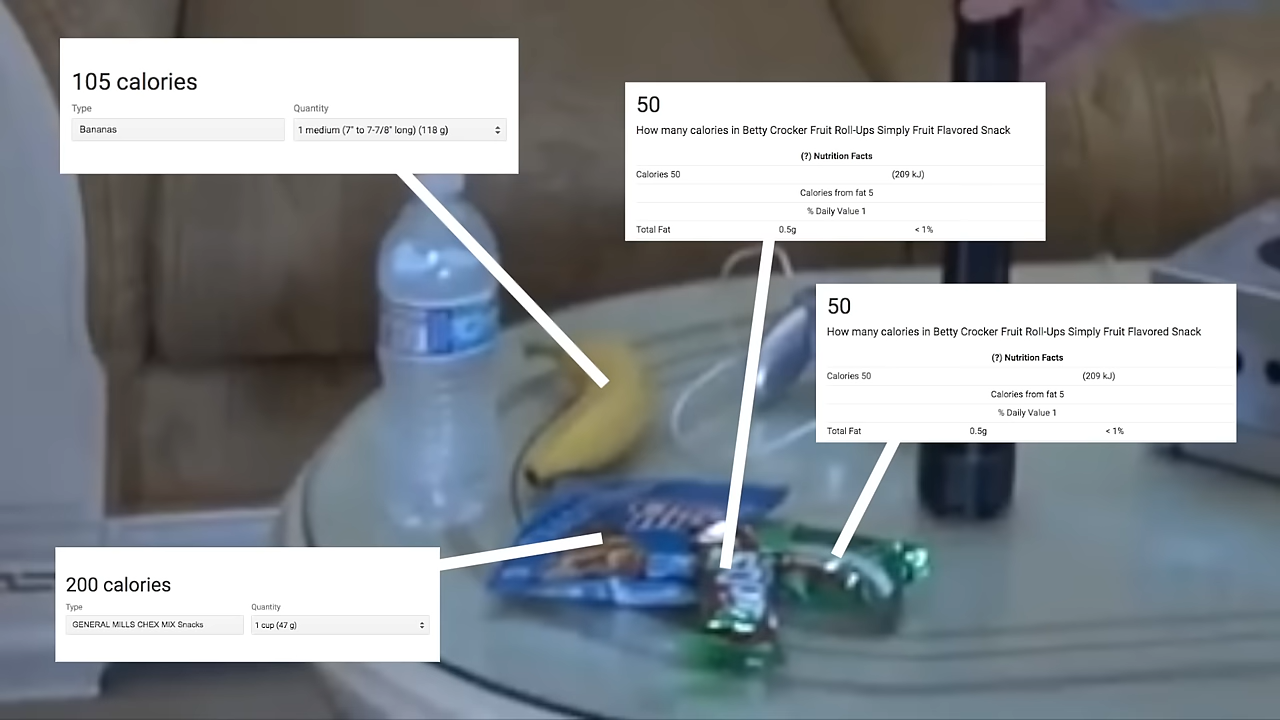 105 calories
Type Quantity
Bananas 1 medium (7" to 7-7/8" long) (118 g)
50
How many calories in Betty Crocker Fruit Roll-Ups Simply Fruit Flavored Snack
(?) Nutrition Facts
Calories 50 (209 kJ)
Calories from fat 5
% Daily Value 1
Total Fat 0.5g < 1%
50
How many calories in Betty Crocker Fruit Roll-Ups Simply Fruit Flavored Snack
(?) Nutrition Facts
Calories 50 (209 kJ)
Calories from fat 5
% Daily Value 1
Total Fat 0.5g < 1%
200 calories
Type Quantity
GENERAL MILLS CHEX MIX Snacks 1 cup (47 g)